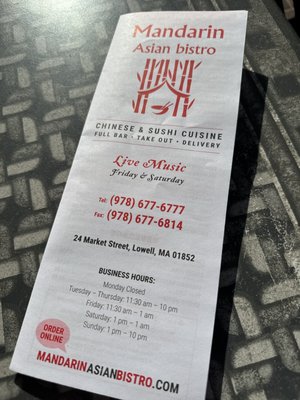 Mandarin
Asian bistro
CHINESE & SUSHI CUISINE
FULL BAR • TAKE OUT • DELIVERY
Live Music
Friday & Saturday
Tel: (978) 677-6777
Fax: (978) 677-6814
24 Market Street, Lowell, MA 01852
BUSINESS HOURS:
Monday Closed
Tuesday – Thursday: 11:30 am – 10 pm
Friday: 11:30 am – 1 am
Saturday: 1 pm – 1 am
Sunday: 1 pm – 10 pm
ORDER
ONLINE
MANDARINASIANBISTRO.COM